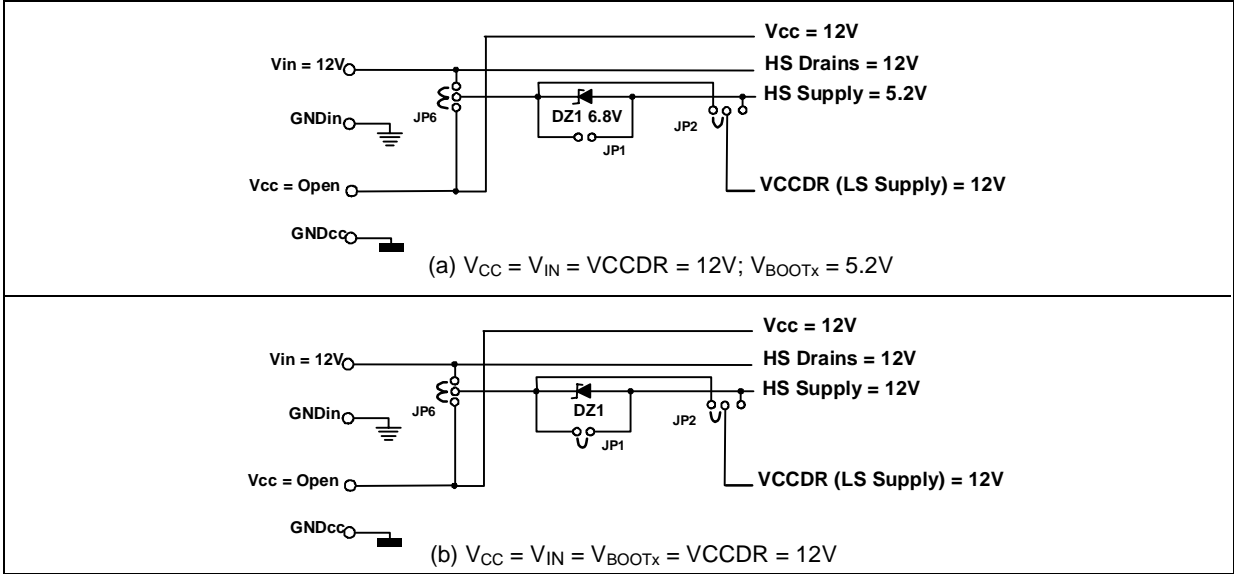 Vcc = 12V
Vin = 12V
HS Drains = 12V
HS Supply = 5.2V
JP6
DZ1 6.8V
JP2
GNDin
JP1
Vcc = Open
VCCDR (LS Supply) = 12V
GNDcc
(a) VCC = VIN = VCCDR = 12V; VBOOTx = 5.2V
Vcc = 12V
Vin = 12V
HS Drains = 12V
HS Supply = 12V
JP6
DZ1
JP2
GNDin
JP1
Vcc = Open
VCCDR (LS Supply) = 12V
GNDcc
(b) VCC = VIN = VBOOTx = VCCDR = 12V